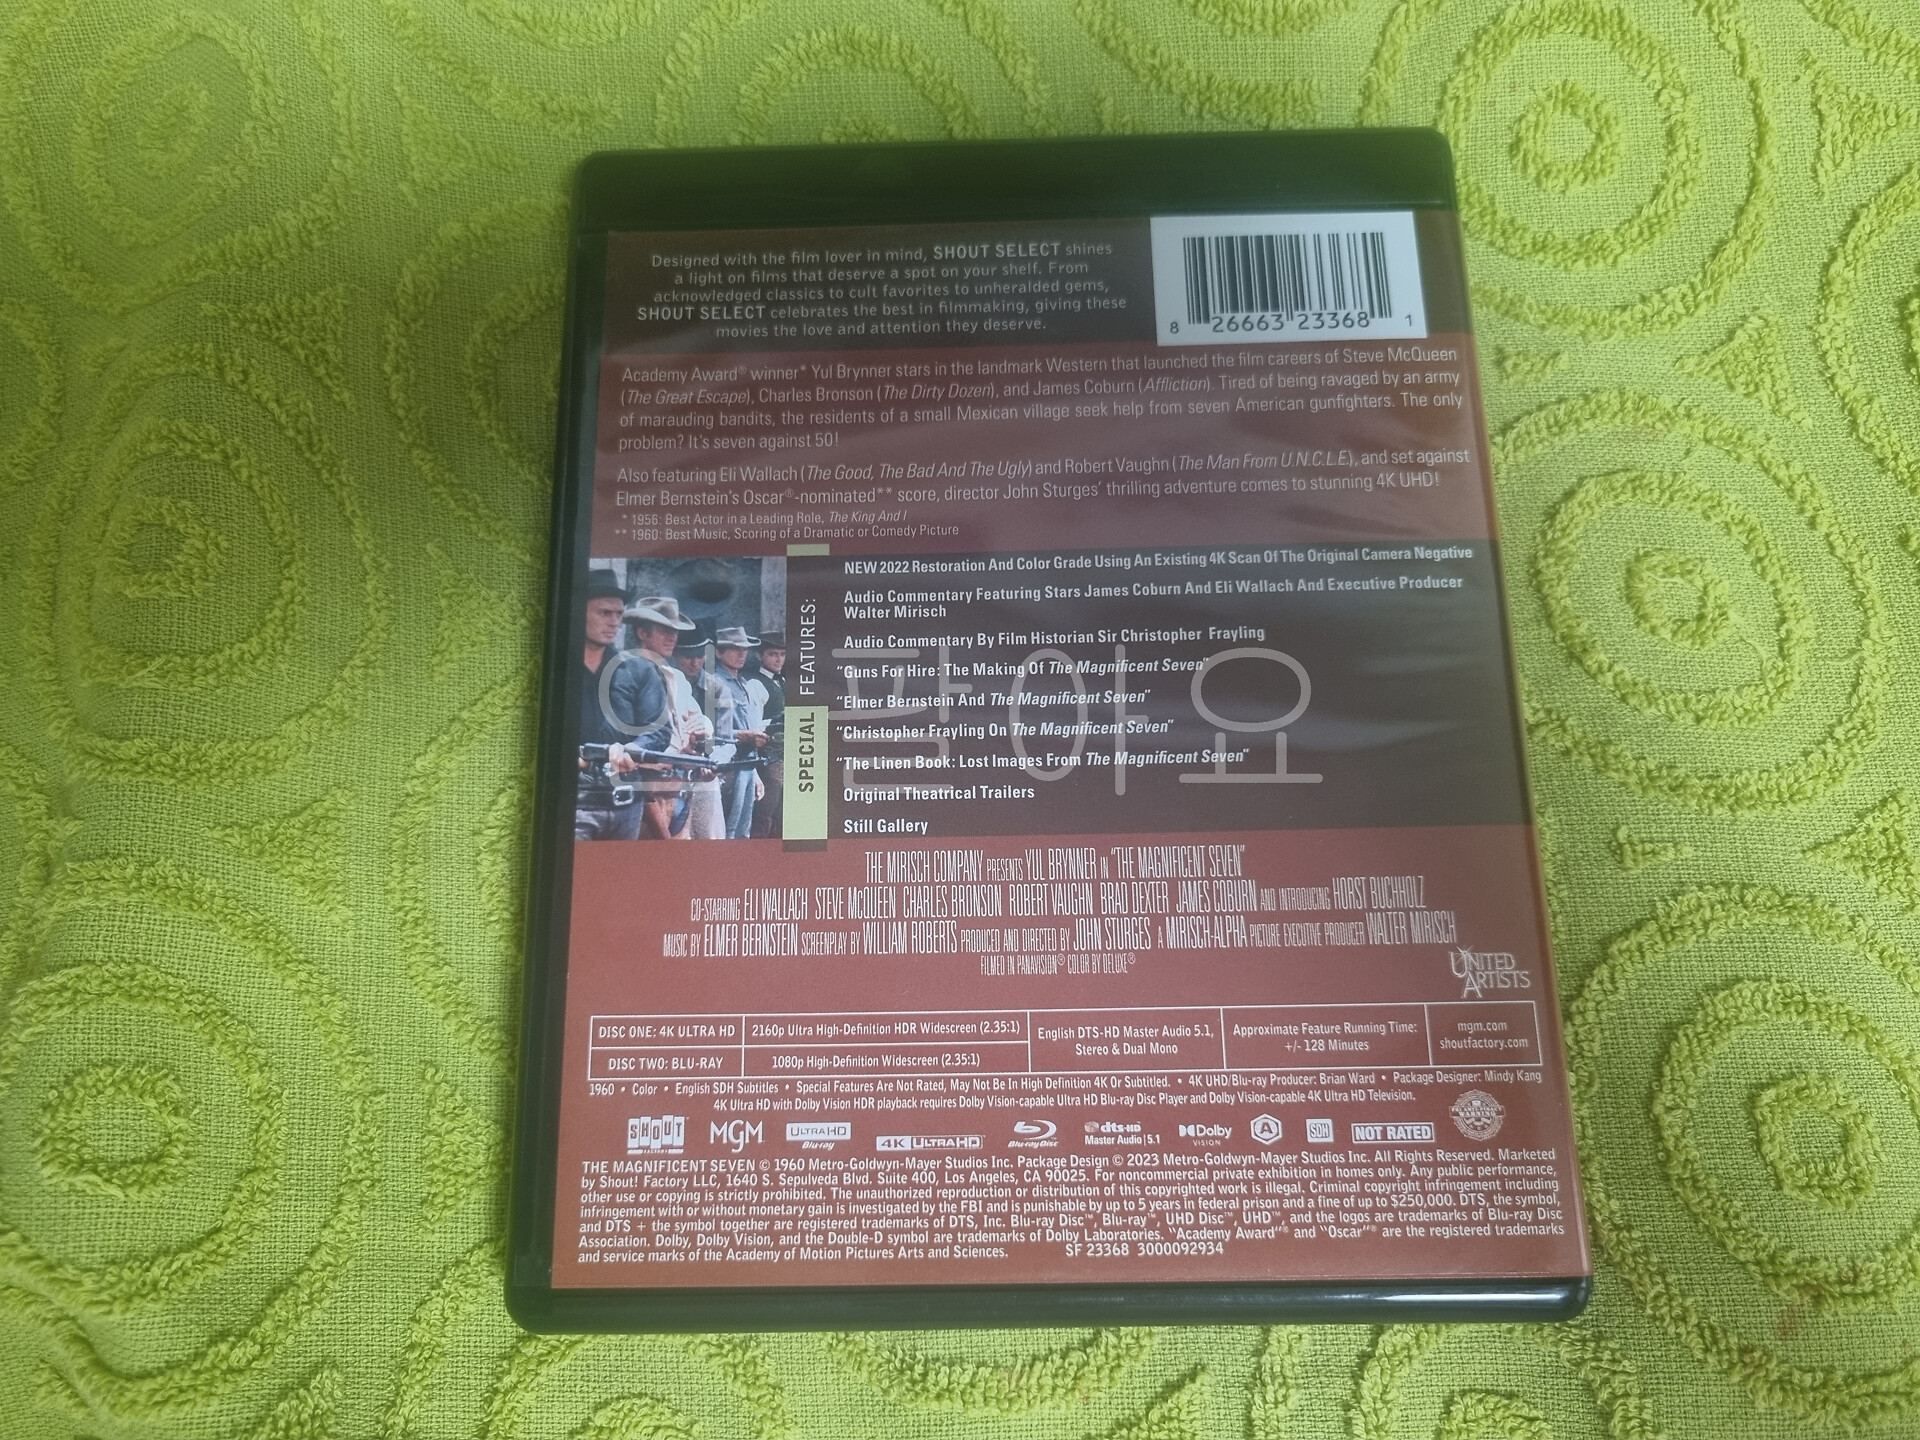 Designed with the film lover in mind, SHOUT SELECT shines
a light on films that deserve a spot on your shelf. From
acknowledged classics to cult favorites to unheralded gems,
SHOUT SELECT celebrates the best in filmmaking, giving these
movies the love and attention they deserve.
8 26663 23368 1
Academy Award® winner* Yul Brynner stars in the landmark Western that launched the film careers of Steve McQueen
(The Great Escape), Charles Bronson (The Dirty Dozen), and James Coburn (Affliction). Tired of being ravaged by an army
of marauding bandits, the residents of a small Mexican village seek help from seven American gunfighters. The only
problem? It's seven against 50!
Also featuring Eli Wallach (The Good, The Bad And The Ugly) and Robert Vaughn (The Man From U.N.C.L.E), and set against
Elmer Bernstein's Oscar®-nominated** score, director John Sturges' thrilling adventure comes to stunning 4K UHD!
* 1956: Best Actor in a Leading Role, The King And I
** 1960: Best Music, Scoring of a Dramatic or Comedy Picture
SPECIAL FEATURES:
NEW 2022 Restoration And Color Grade Using An Existing 4K Scan Of The Original Camera Negative
Audio Commentary Featuring Stars James Coburn And Eli Wallach And Executive Producer
Walter Mirisch
Audio Commentary By Film Historian Sir Christopher Frayling
"Guns For Hire: The Making Of The Magnificent Seven"
"Elmer Bernstein And The Magnificent Seven"
"Christopher Frayling On The Magnificent Seven"
"The Linen Book: Lost Images From The Magnificent Seven"
Original Theatrical Trailers
Still Gallery
안팔아요
THE MIRISCH COMPANY PRESENTS YUL BRYNNER IN "THE MAGNIFICENT SEVEN"
CO-STARRING ELI WALLACH STEVE McQUEEN CHARLES BRONSON ROBERT VAUGHN BRAD DEXTER JAMES COBURN AND INTRODUCING HORST BUCHHOLZ
MUSIC BY ELMER BERNSTEIN SCREENPLAY BY WILLIAM ROBERTS PRODUCED AND DIRECTED BY JOHN STURGES A MIRISCH-ALPHA PICTURE EXECUTIVE PRODUCER WALTER MIRISCH
FILMED IN PANAVISION® COLOR BY DELUXE®
UNITED
ARTISTS
DISC ONE: 4K ULTRA HD 2160p Ultra High-Definition HDR Widescreen (2.35:1)
DISC TWO: BLU-RAY 1080p High-Definition Widescreen (2.35:1)
English DTS-HD Master Audio 5.1,
Stereo & Dual Mono
Approximate Feature Running Time:
+/- 128 Minutes
mgm.com
shoutfactory.com
1960 • Color • English SDH Subtitles • Special Features Are Not Rated, May Not Be In High Definition 4K Or Subtitled. • 4K UHD/Blu-ray Producer: Brian Ward • Package Designer: Mindy Kang
4K Ultra HD with Dolby Vision HDR playback requires Dolby Vision-capable Ultra HD Blu-ray Disc Player and Dolby Vision-capable 4K Ultra HD Television.
SHOUT FACTORY MGM ULTRA HD Blu-ray 4K ULTRA HD Blu-ray Disc dts-HD Master Audio | 5.1 Dolby VISION A SDH NOT RATED FBI ANTI-PIRACY WARNING
THE MAGNIFICENT SEVEN © 1960 Metro-Goldwyn-Mayer Studios Inc. Package Design © 2023 Metro-Goldwyn-Mayer Studios Inc. All Rights Reserved. Marketed
by Shout! Factory LLC, 1640 S. Sepulveda Blvd. Suite 400, Los Angeles, CA 90025. For noncommercial private exhibition in homes only. Any public performance,
other use or copying is strictly prohibited. The unauthorized reproduction or distribution of this copyrighted work is illegal. Criminal copyright infringement including
infringement with or without monetary gain is investigated by the FBI and is punishable by up to 5 years in federal prison and a fine of up to $250,000. DTS, the symbol,
and DTS + the symbol together are registered trademarks of DTS, Inc. Blu-ray Disc™, Blu-ray™, UHD Disc™, UHD™, and the logos are trademarks of Blu-ray Disc
Association. Dolby, Dolby Vision, and the Double-D symbol are trademarks of Dolby Laboratories. "Academy Award"® and "Oscar"® are the registered trademarks
and service marks of the Academy of Motion Pictures Arts and Sciences. SF 23368 3000092934